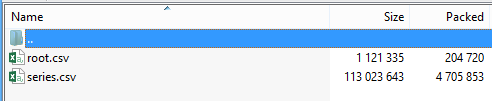 Name Size Packed
..
root.csv 1 121 335 204 720
series.csv 113 023 643 4 705 853